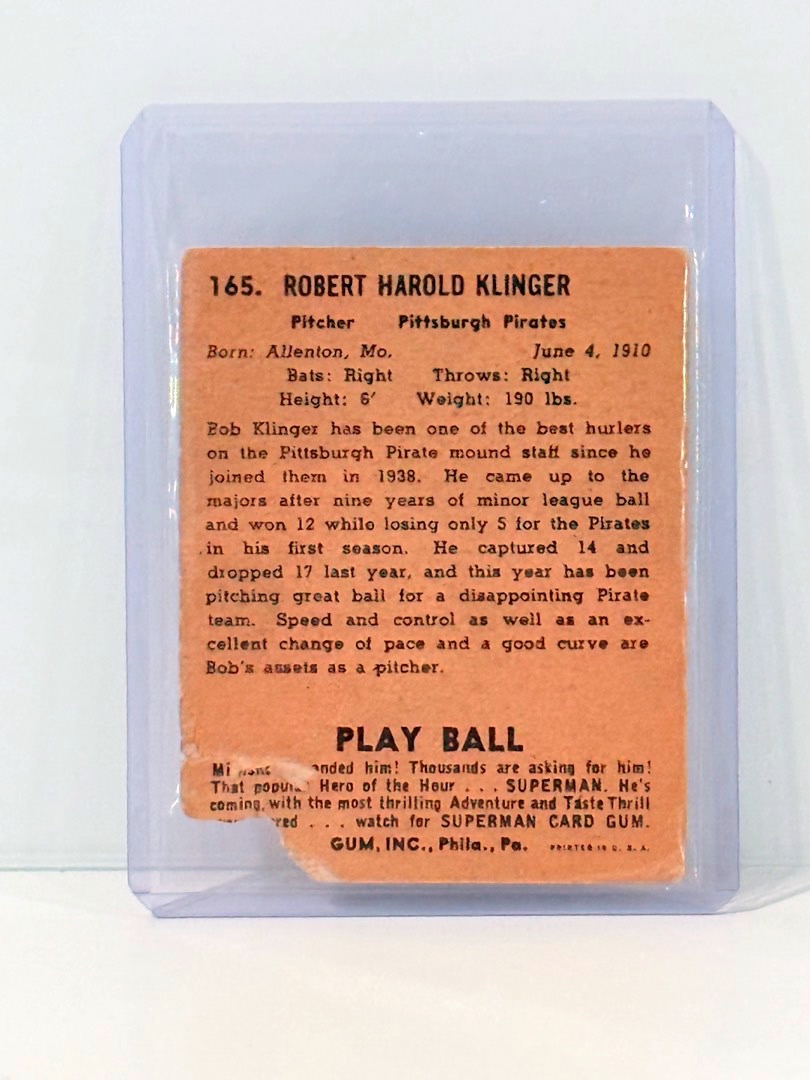 165. ROBERT HAROLD KLINGER
Pitcher Pittsburgh Pirates
Born: Allenton, Mo. June 4, 1910
Bats: Right Throws: Right
Height: 6′ Weight: 190 lbs.
Bob Klinger has been one of the best hurlers
on the Pittsburgh Pirate mound staff since he
joined them in 1938. He came up to the
majors after nine years of minor league ball
and won 12 while losing only 5 for the Pirates
in his first season. He captured 14 and
dropped 17 last year, and this year has been
pitching great ball for a disappointing Pirate
team. Speed and control as well as an ex-
cellent change of pace and a good curve are
Bob's assets as a pitcher.
PLAY BALL
him! Thousands are asking for him!
That Hero of the Hour . . . SUPERMAN. He's
coming, with the most thrilling Adventure and Taste Thrill
. . . watch for SUPERMAN CARD GUM.
GUM, INC., Phila., Pa. PRINTED IN U. S. A.